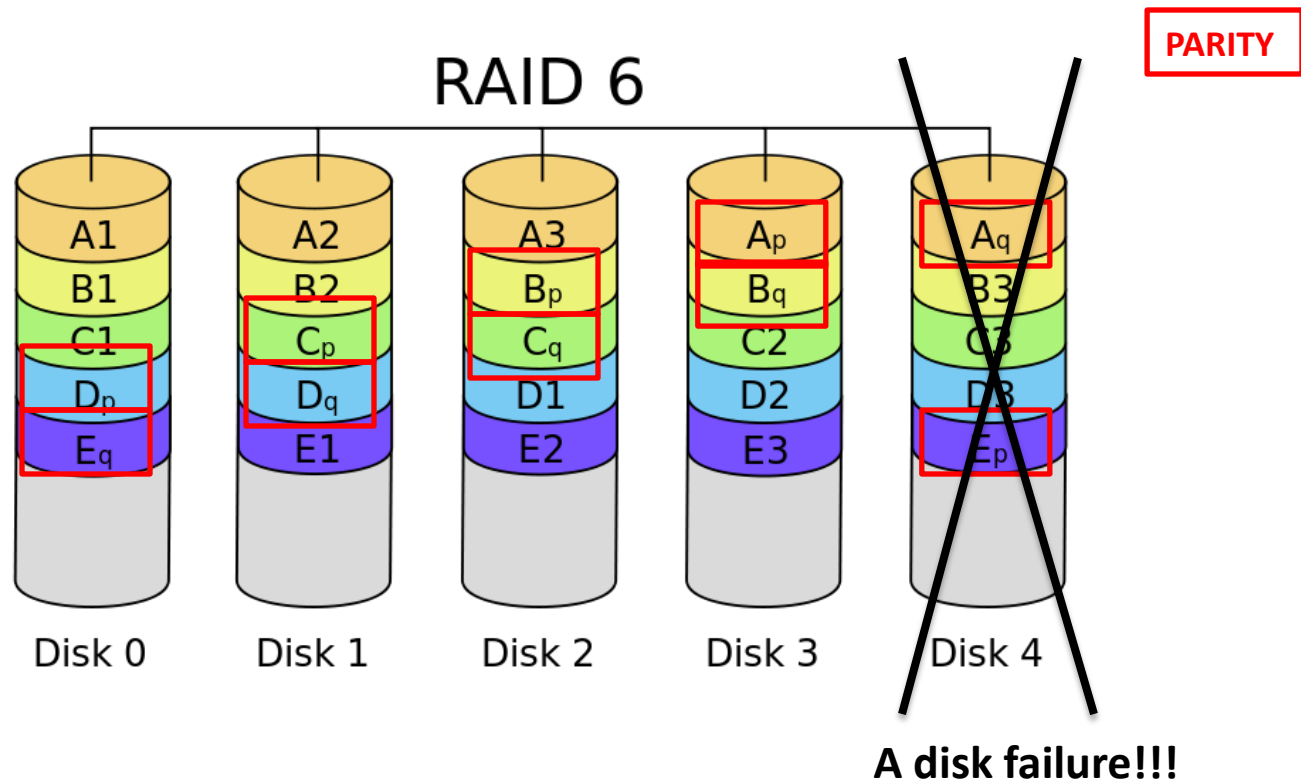 PARITY
RAID 6
A1 A2 A3 Ap Aq
B1 B2 Bp Bq B3
C1 Cp Cq C2 C3
Dp Dq D1 D2 D3
Eq E1 E2 E3 Ep
Disk 0 Disk 1 Disk 2 Disk 3 Disk 4
A disk failure!!!